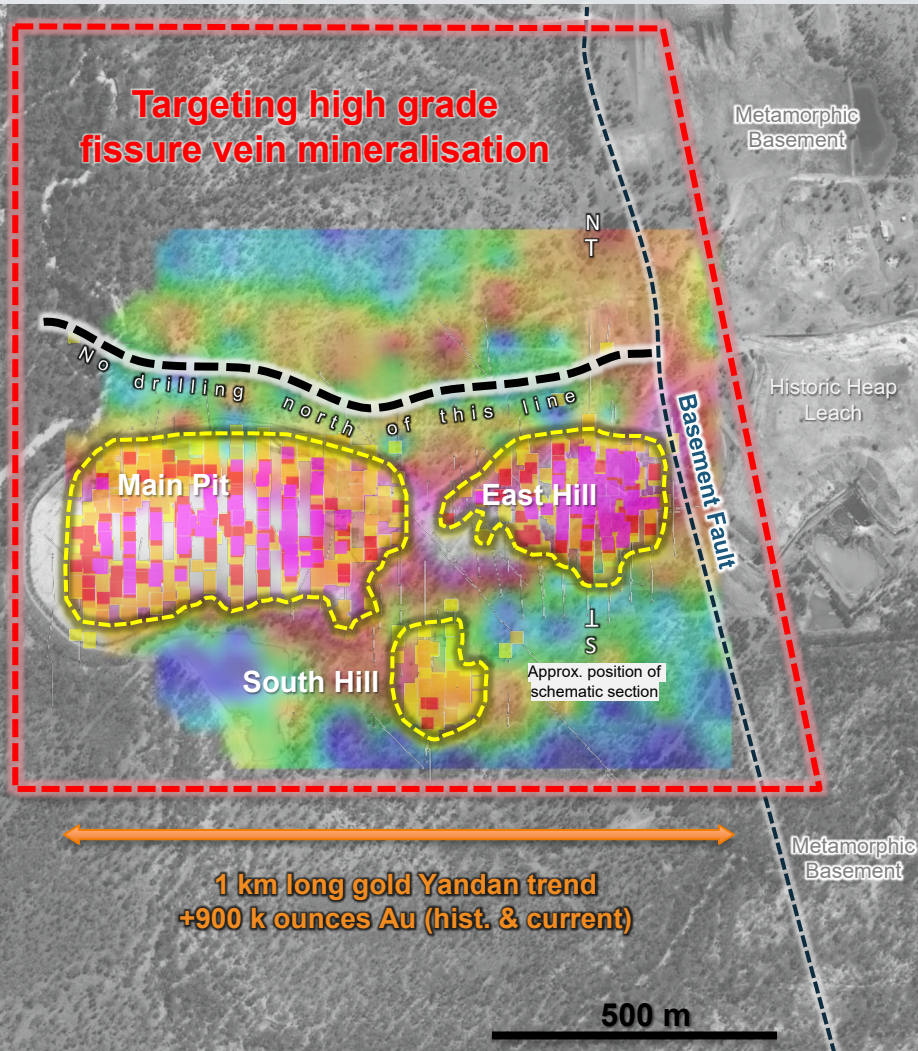 Targeting high grade
fissure vein mineralisation
Metamorphic
Basement
N
T
No drilling north of this line
Historic Heap
Leach
Basement Fault
Main Pit
East Hill
South Hill
T
S
Approx. position of
schematic section
1 km long gold Yandan trend
+900 k ounces Au (hist. & current)
Metamorphic
Basement
500 m